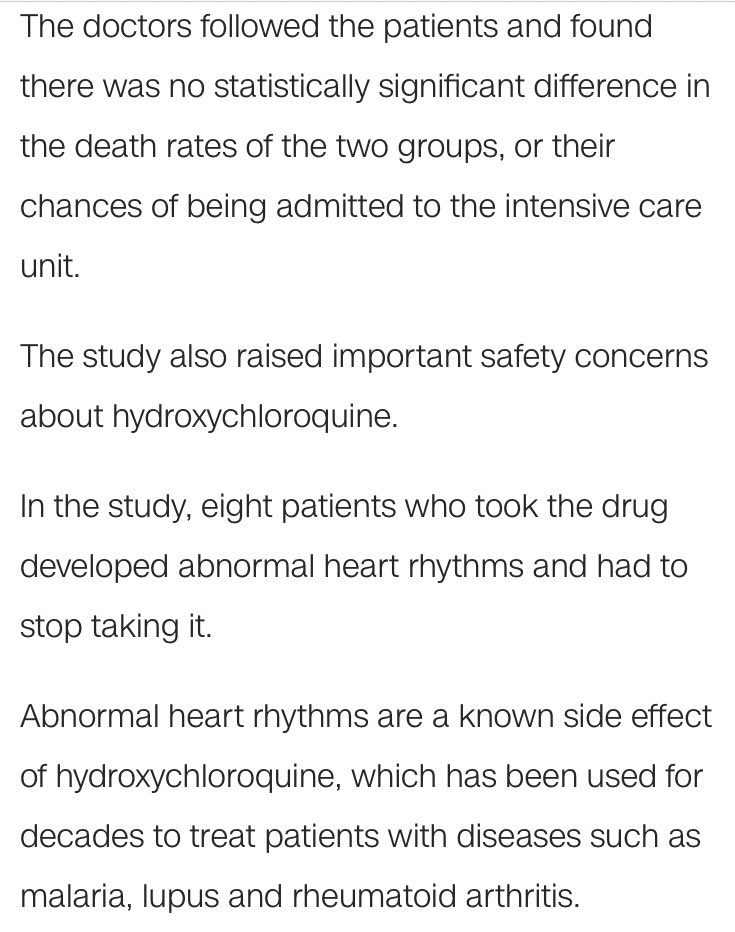 The doctors followed the patients and found
there was no statistically significant difference in
the death rates of the two groups, or their
chances of being admitted to the intensive care
unit.
The study also raised important safety concerns
about hydroxychloroquine.
In the study, eight patients who took the drug
developed abnormal heart rhythms and had to
stop taking it.
Abnormal heart rhythms are a known side effect
of hydroxychloroquine, which has been used for
decades to treat patients with diseases such as
malaria, lupus and rheumatoid arthritis.